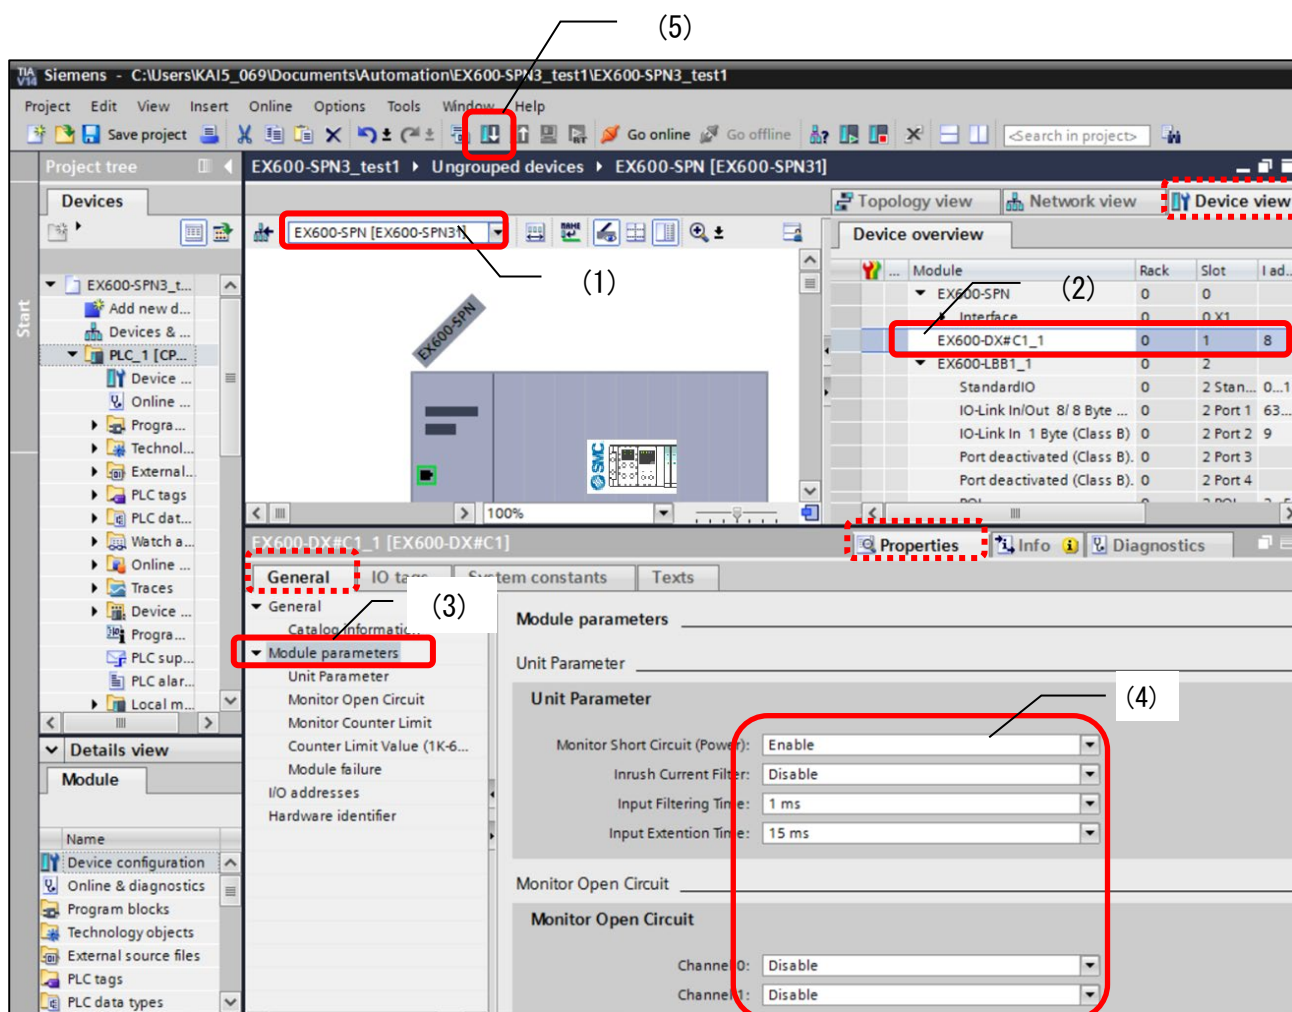 (5)
TIA V14 Siemens - C:\Users\KAI5_069\Documents\Automation\EX600-SPN3_test1\EX600-SPN3_test1
Project Edit View Insert Online Options Tools Window Help
Save project Go online Go offline <Search in project>
Project tree
EX600-SPN3_test1 Ungrouped devices EX600-SPN [EX600-SPN31]
Devices
Topology view Network view Device view
EX600-SPN [EX600-SPN31]
Device overview
(1)
(2)
... Module Rack Slot I ad...
EX600-SPN 0 0
Interface 0 0 X1
EX600-DX#C1_1 0 1 8
EX600-LBB1_1 0 2
StandardIO 0 2 Stan... 0...1
IO-Link In/Out 8/ 8 Byte ... 0 2 Port 1 63...
IO-Link In 1 Byte (Class B) 0 2 Port 2 9
Port deactivated (Class B). 0 2 Port 3
Port deactivated (Class B). 0 2 Port 4
Start
EX600-SPN3_t...
Add new d...
Devices & ...
PLC_1 [CP...
Device ...
Online ...
Progra...
Technol...
External...
PLC tags
PLC dat...
Watch a...
Online ...
Traces
Device ...
Progra...
PLC sup...
PLC alar...
Local m...
EX600-SPN
SMC
100%
EX600-DX#C1_1 [EX600-DX#C1]
Properties Info Diagnostics
General IO tags System constants Texts
(3)
General
Catalog information
Module parameters
Unit Parameter
Monitor Open Circuit
Monitor Counter Limit
Counter Limit Value (1K-6...
Module failure
I/O addresses
Hardware identifier
Module parameters
Unit Parameter
Unit Parameter
(4)
Monitor Short Circuit (Power): Enable
Inrush Current Filter: Disable
Input Filtering Time: 1 ms
Input Extention Time: 15 ms
Monitor Open Circuit
Monitor Open Circuit
Channel 0: Disable
Channel 1: Disable
Details view
Module
Name
Device configuration
Online & diagnostics
Program blocks
Technology objects
External source files
PLC tags
PLC data types